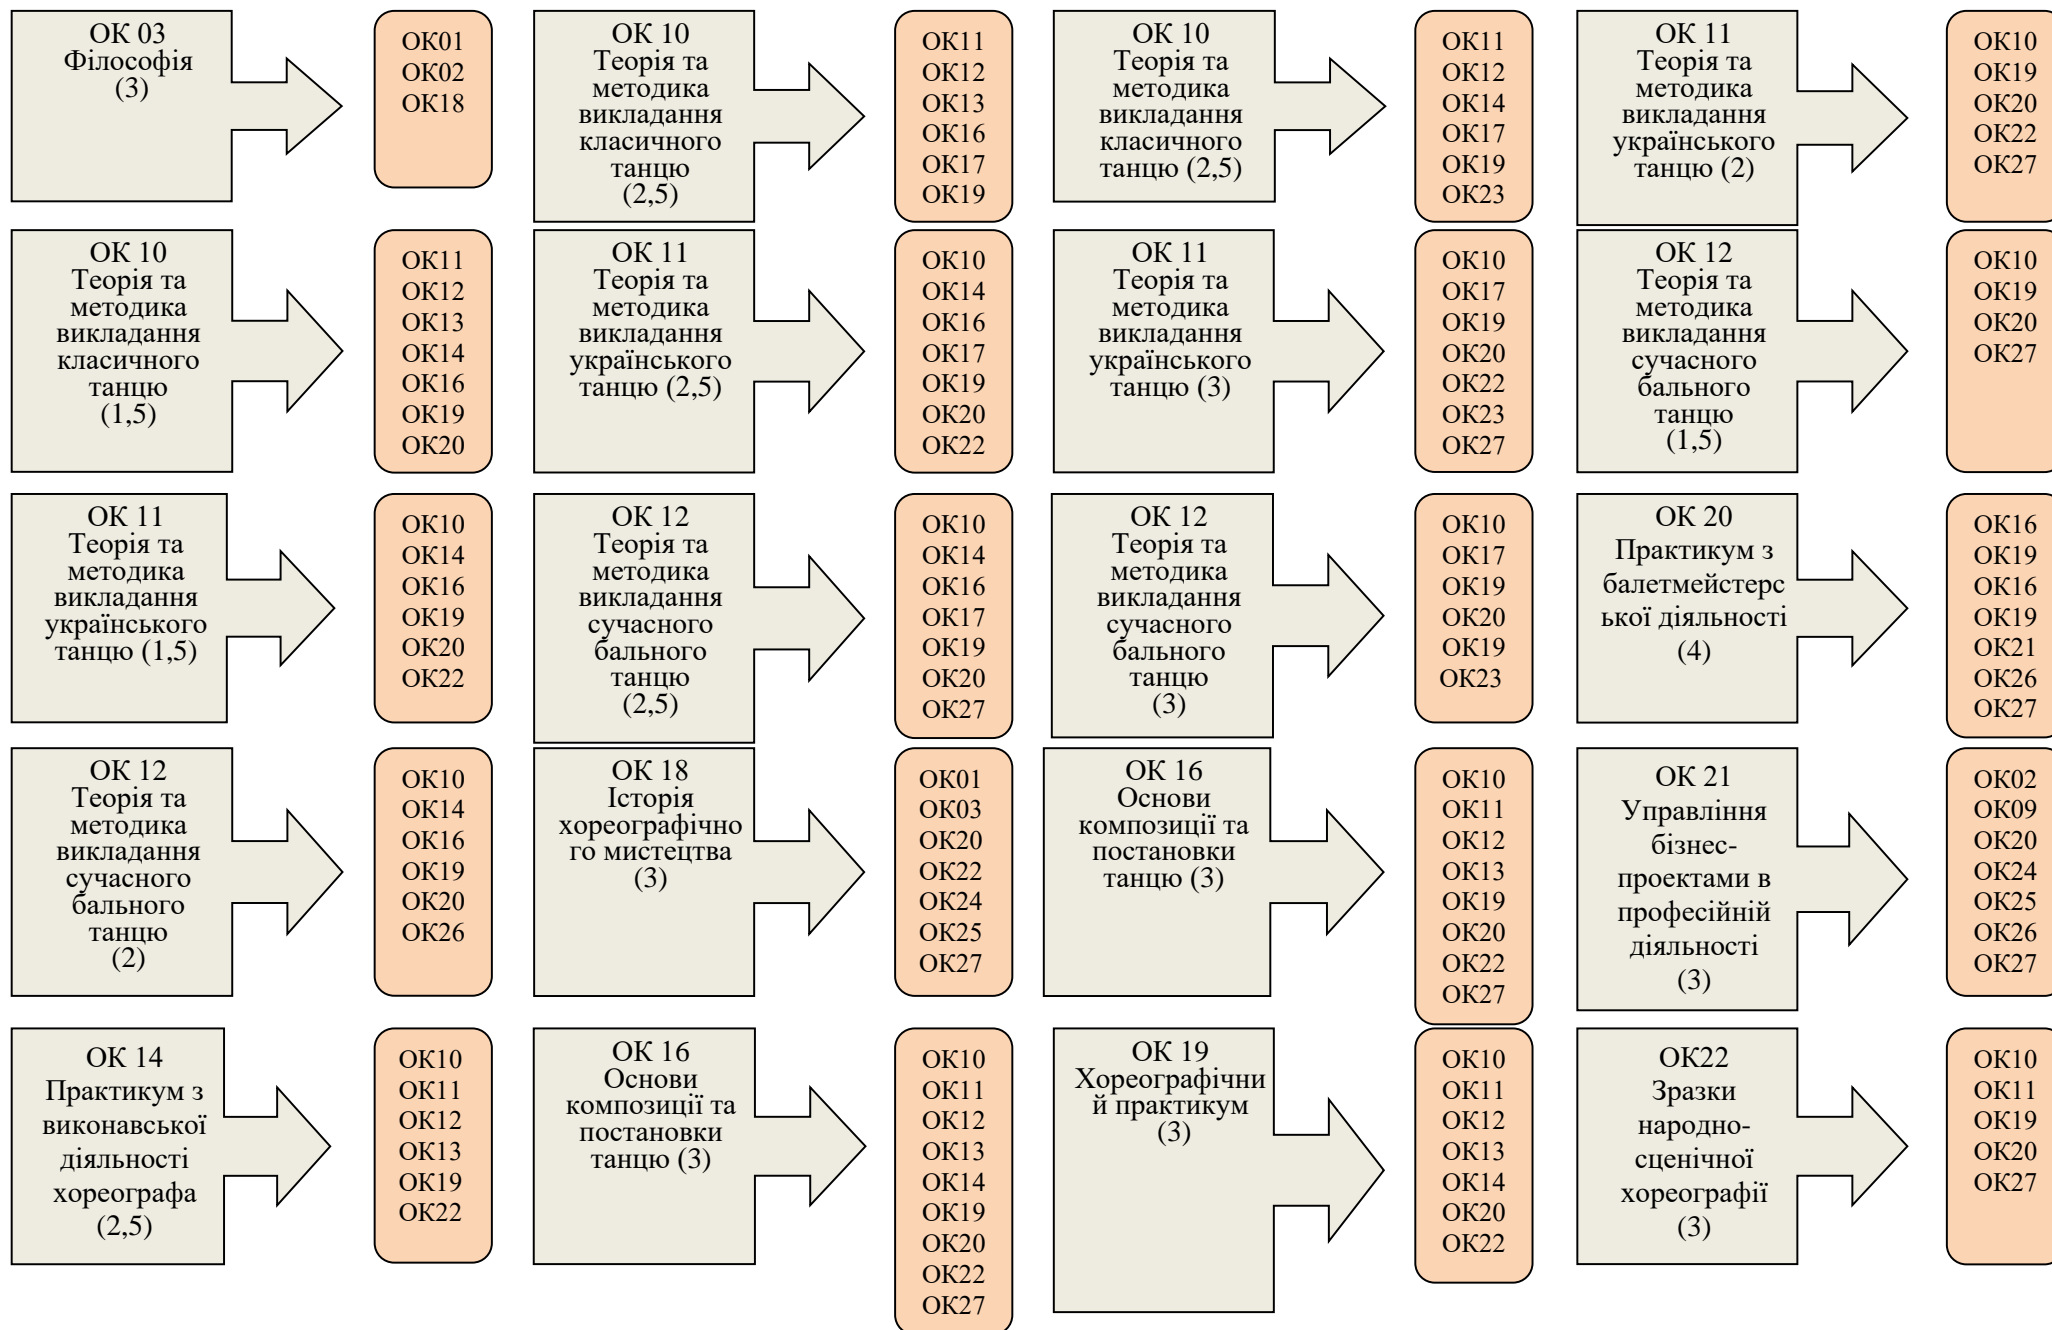 ОК 03
Філософія
(3)
ОК01
ОК02
ОК18
ОК 10
Теорія та
методика
викладання
класичного
танцю
(2,5)
ОК11
ОК12
ОК13
ОК16
ОК17
ОК19
ОК 10
Теорія та
методика
викладання
класичного
танцю (2,5)
ОК11
ОК12
ОК14
ОК17
ОК19
ОК23
ОК 11
Теорія та
методика
викладання
українського
танцю (2)
ОК10
ОК19
ОК20
ОК22
ОК27
ОК 10
Теорія та
методика
викладання
класичного
танцю
(1,5)
ОК11
ОК12
ОК13
ОК14
ОК16
ОК19
ОК20
ОК 11
Теорія та
методика
викладання
українського
танцю (2,5)
ОК10
ОК14
ОК16
ОК17
ОК19
ОК20
ОК22
ОК 11
Теорія та
методика
викладання
українського
танцю (3)
ОК10
ОК17
ОК19
ОК20
ОК22
ОК23
ОК27
ОК 12
Теорія та
методика
викладання
сучасного
бального
танцю
(1,5)
ОК10
ОК19
ОК20
ОК27
ОК 11
Теорія та
методика
викладання
українського
танцю (1,5)
ОК10
ОК14
ОК16
ОК19
ОК20
ОК22
ОК 12
Теорія та
методика
викладання
сучасного
бального
танцю
(2,5)
ОК10
ОК14
ОК16
ОК17
ОК19
ОК20
ОК27
ОК 12
Теорія та
методика
викладання
сучасного
бального
танцю
(3)
ОК10
ОК17
ОК19
ОК20
ОК19
ОК23
ОК 20
Практикум з
балетмейстерс
ької діяльності
(4)
ОК16
ОК19
ОК16
ОК19
ОК21
ОК26
ОК27
ОК 12
Теорія та
методика
викладання
сучасного
бального
танцю
(2)
ОК10
ОК14
ОК16
ОК19
ОК20
ОК26
ОК 18
Історія
хореографічно
го мистецтва
(3)
ОК01
ОК03
ОК20
ОК22
ОК24
ОК25
ОК27
ОК 16
Основи
композиції та
постановки
танцю (3)
ОК10
ОК11
ОК12
ОК13
ОК19
ОК20
ОК22
ОК27
ОК 21
Управління
бізнес-
проектами в
професійній
діяльності
(3)
ОК02
ОК09
ОК20
ОК24
ОК25
ОК26
ОК27
ОК 14
Практикум з
виконавської
діяльності
хореографа
(2,5)
ОК10
ОК11
ОК12
ОК13
ОК19
ОК22
ОК 16
Основи
композиції та
постановки
танцю (3)
ОК10
ОК11
ОК12
ОК13
ОК14
ОК19
ОК20
ОК22
ОК27
ОК 19
Хореографічни
й практикум
(3)
ОК10
ОК11
ОК12
ОК13
ОК14
ОК20
ОК22
ОК22
Зразки
народно-
сценічної
хореографії
(3)
ОК10
ОК11
ОК19
ОК20
ОК27